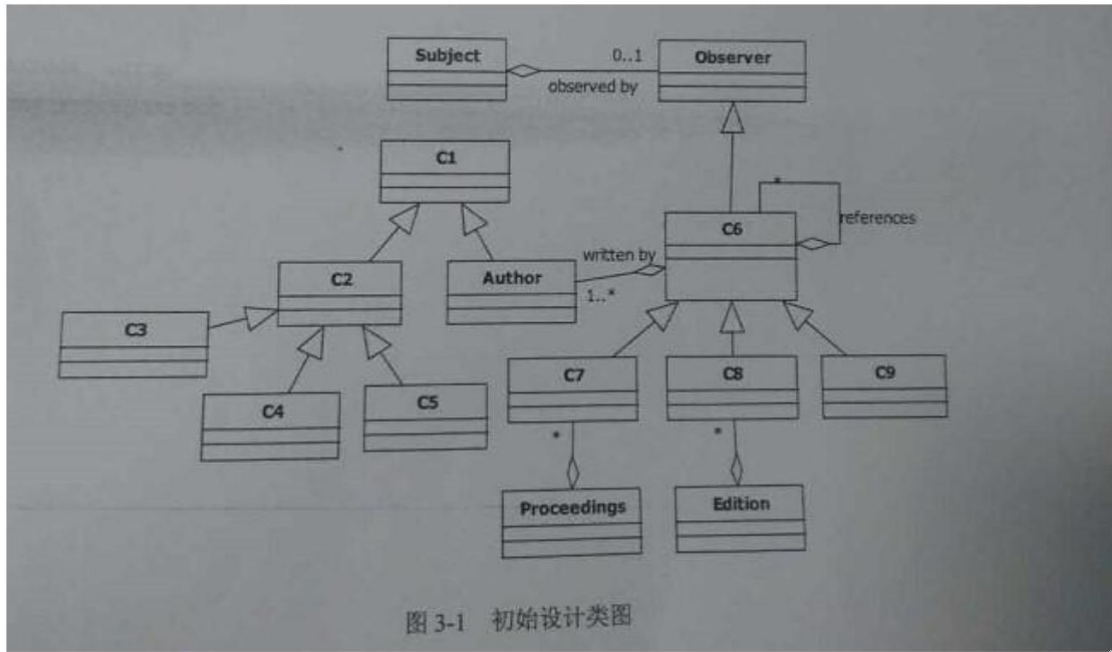 Subject
Observer
0..1
observed by
C1
*
references
C6
written by
1..*
C2
Author
C3
C7
C8
C9
C4
C5
*
*
Proceedings
Edition
图 3-1 初始设计类图